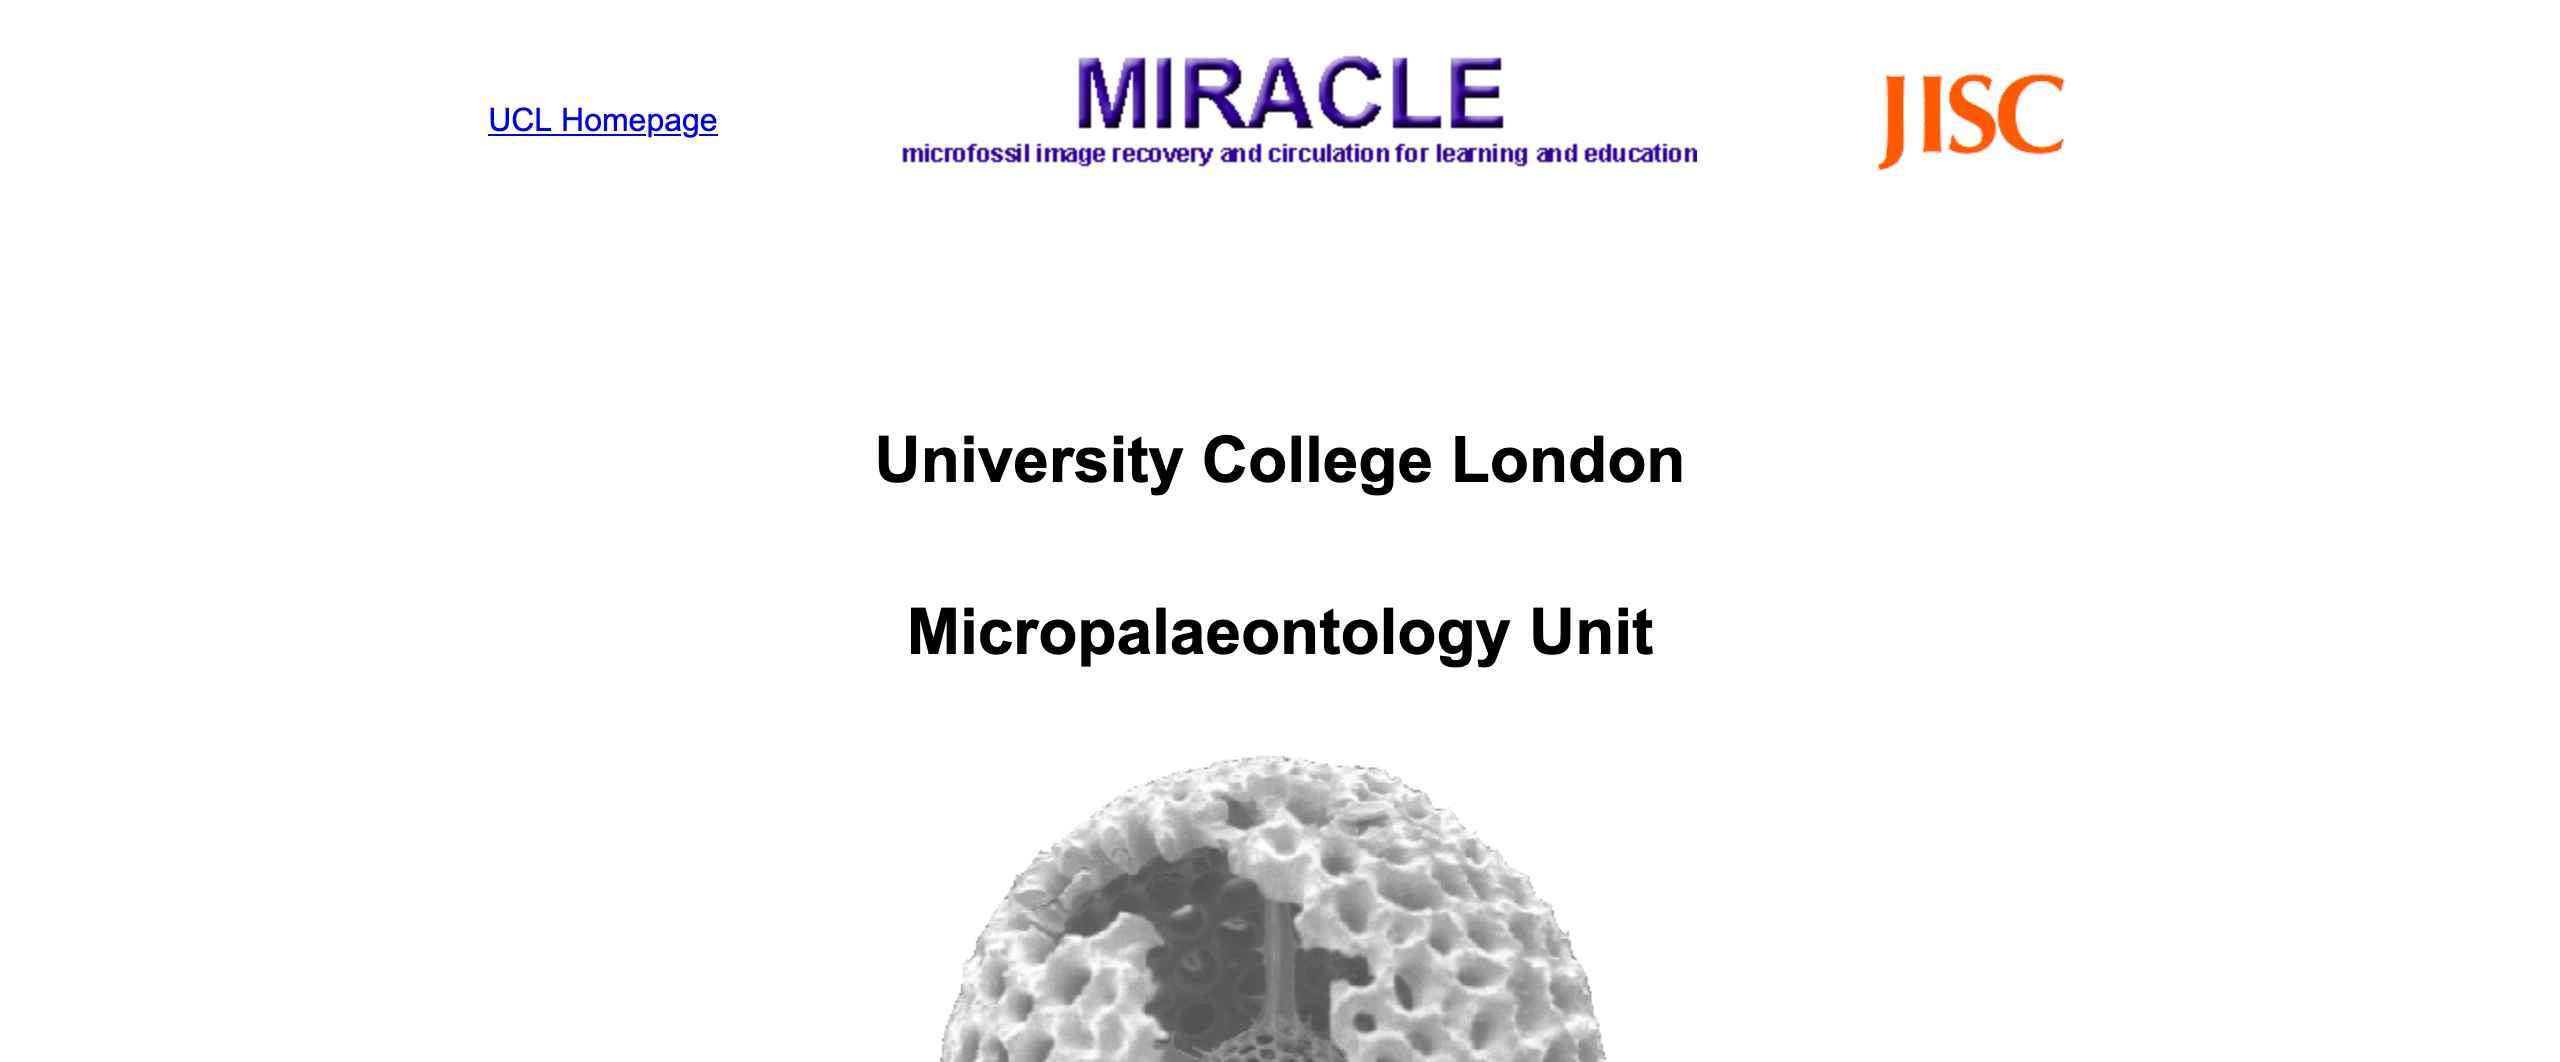 UCL Homepage
MIRACLE
microfossil image recovery and circulation for learning and education
JISC
University College London
Micropalaeontology Unit